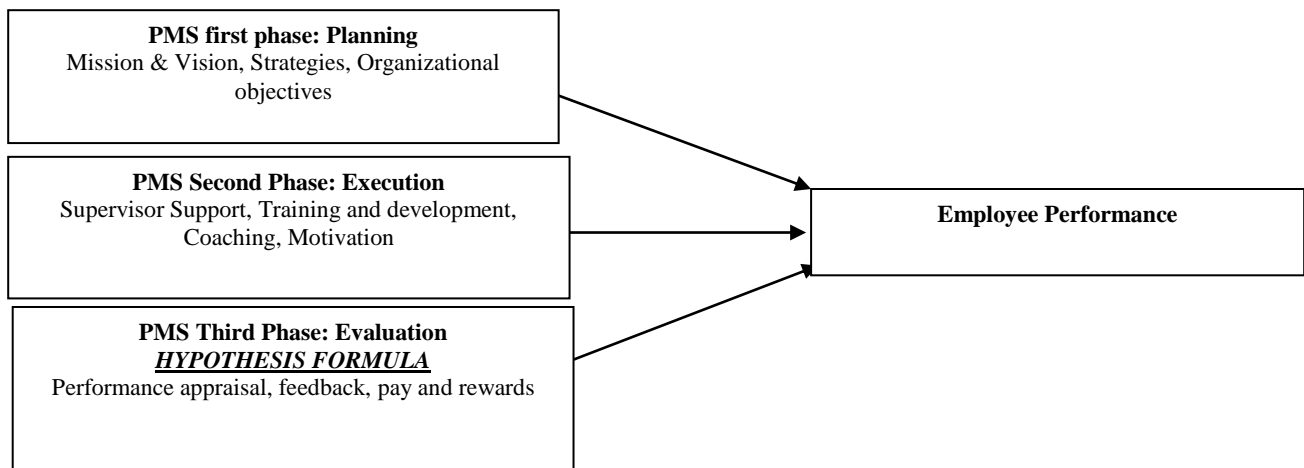 PMS first phase: Planning
Mission & Vision, Strategies, Organizational
objectives
PMS Second Phase: Execution
Supervisor Support, Training and development,
Coaching, Motivation
Employee Performance
PMS Third Phase: Evaluation
HYPOTHESIS FORMULA
Performance appraisal, feedback, pay and rewards